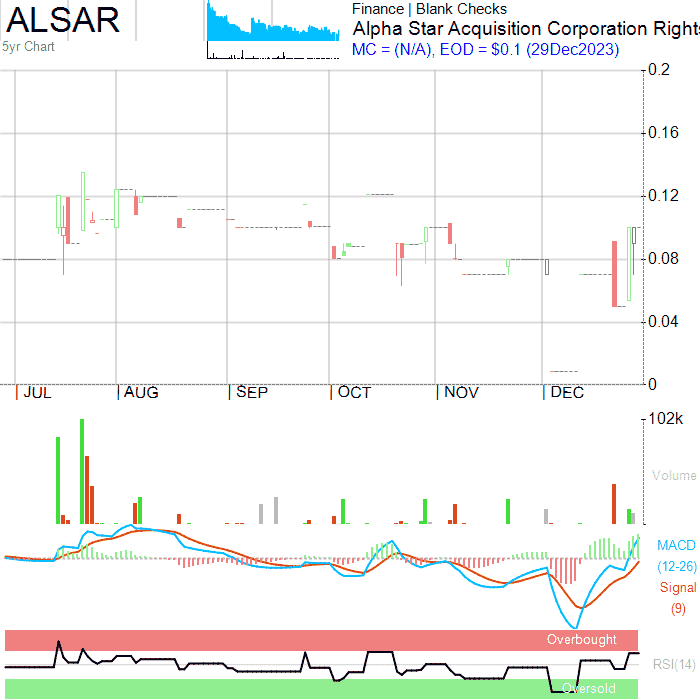 ALSAR
5yr Chart
Finance | Blank Checks
Alpha Star Acquisition Corporation Rights
MC = (N/A), EOD = $0.1 (29Dec2023)
0.2
0.16
0.12
0.08
0.04
0
JUL AUG SEP OCT NOV DEC
102k
Volume
MACD
(12-26)
Signal
(9)
Overbought
RSI(14)
Oversold